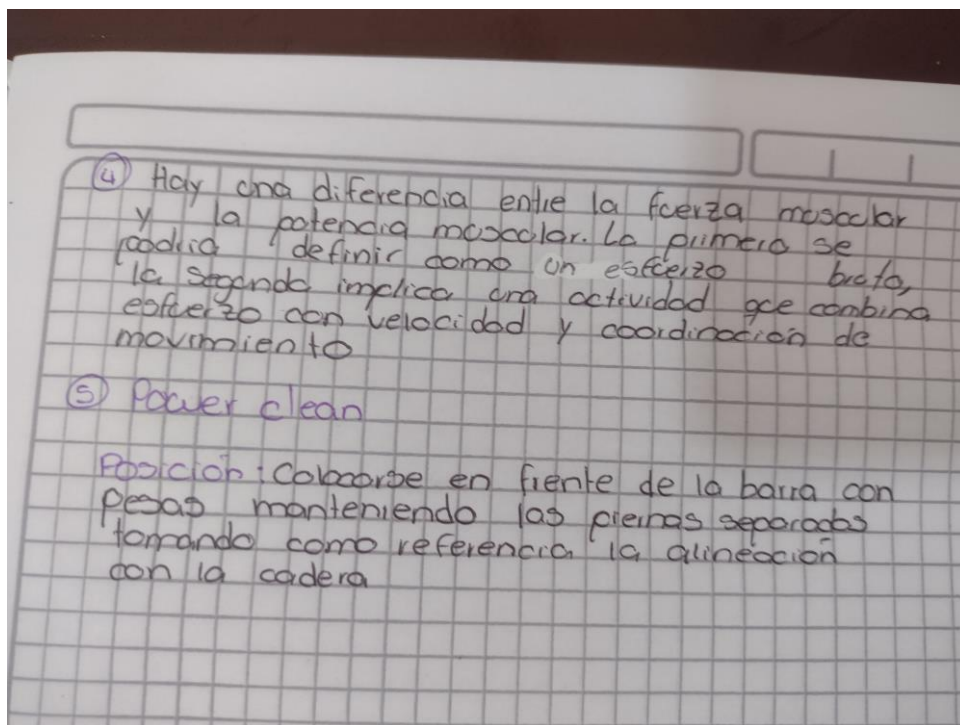 ④ Hay una diferencia entre la fuerza muscular
y la potencia muscular. La primera se
podria definir como un esfuerzo bruto,
la segunda implica una actividad que combina
esfuerzo con velocidad y coordinación de
movimiento
⑤ Power clean
Posición: Colocarse en frente de la barra con
pesas manteniendo las piernas separadas
tomando como referencia la alineación
con la cadera